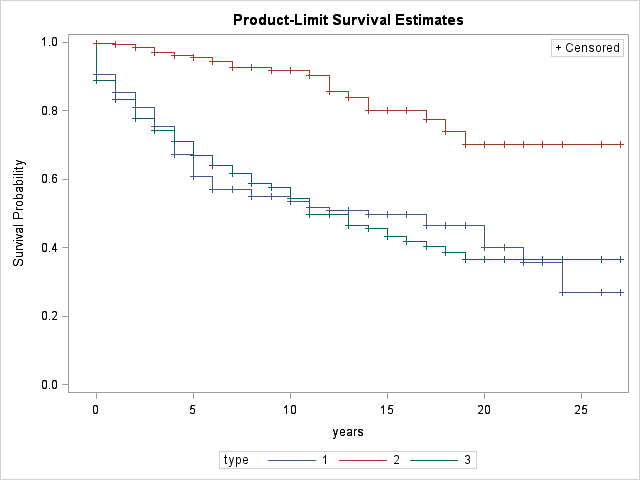 Product-Limit Survival Estimates
+ Censored
1.0
0.8
0.6
0.4
0.2
0.0
Survival Probability
0 5 10 15 20 25
years
type 1 2 3